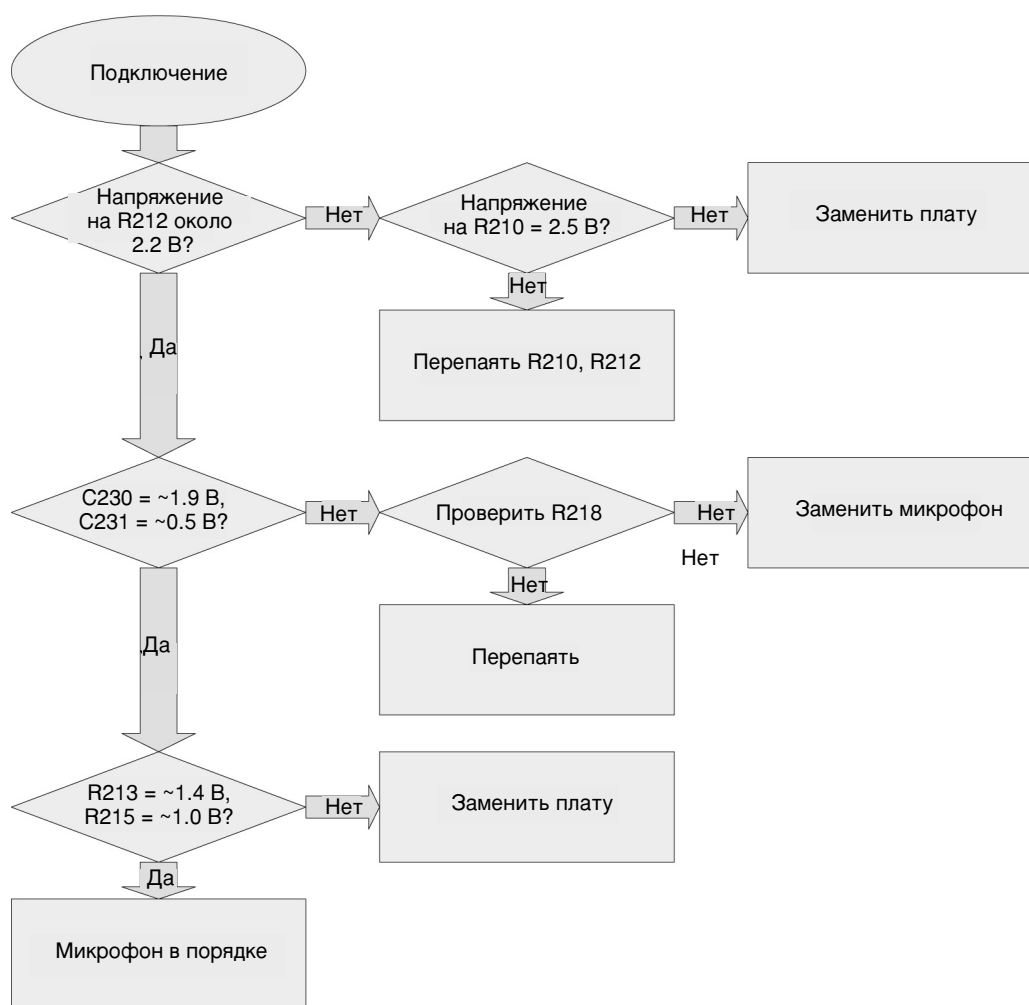 Подключение
Напряжение
на R212 около
2.2 В?
Нет
Напряжение
на R210 = 2.5 В?
Нет
Заменить плату
Нет
Перепаять R210, R212
Да
C230 = ~1.9 В,
C231 = ~0.5 В?
Нет
Проверить R218
Нет
Заменить микрофон
Нет
Нет
Перепаять
Да
R213 = ~1.4 В,
R215 = ~1.0 В?
Нет
Заменить плату
Да
Микрофон в порядке